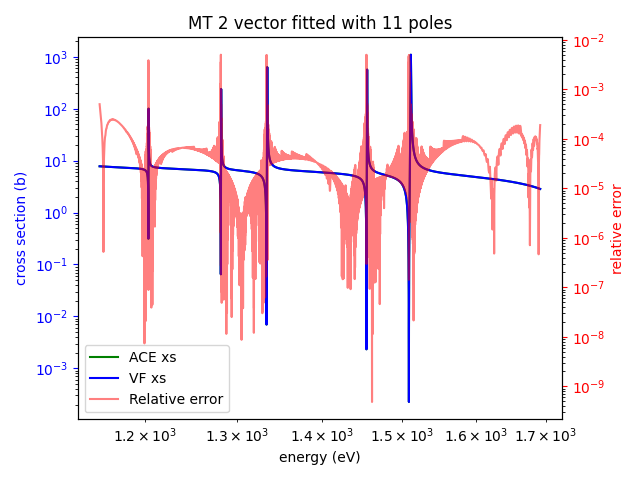 MT 2 vector fitted with 11 poles
cross section (b)
10³
10²
10¹
10⁰
10⁻¹
10⁻²
10⁻³
10⁻²
10⁻³
10⁻⁴
10⁻⁵
10⁻⁶
10⁻⁷
10⁻⁸
10⁻⁹
relative error
ACE xs
VF xs
Relative error
1.2 × 10³ 1.3 × 10³ 1.4 × 10³ 1.5 × 10³ 1.6 × 10³ 1.7 × 10³
energy (eV)